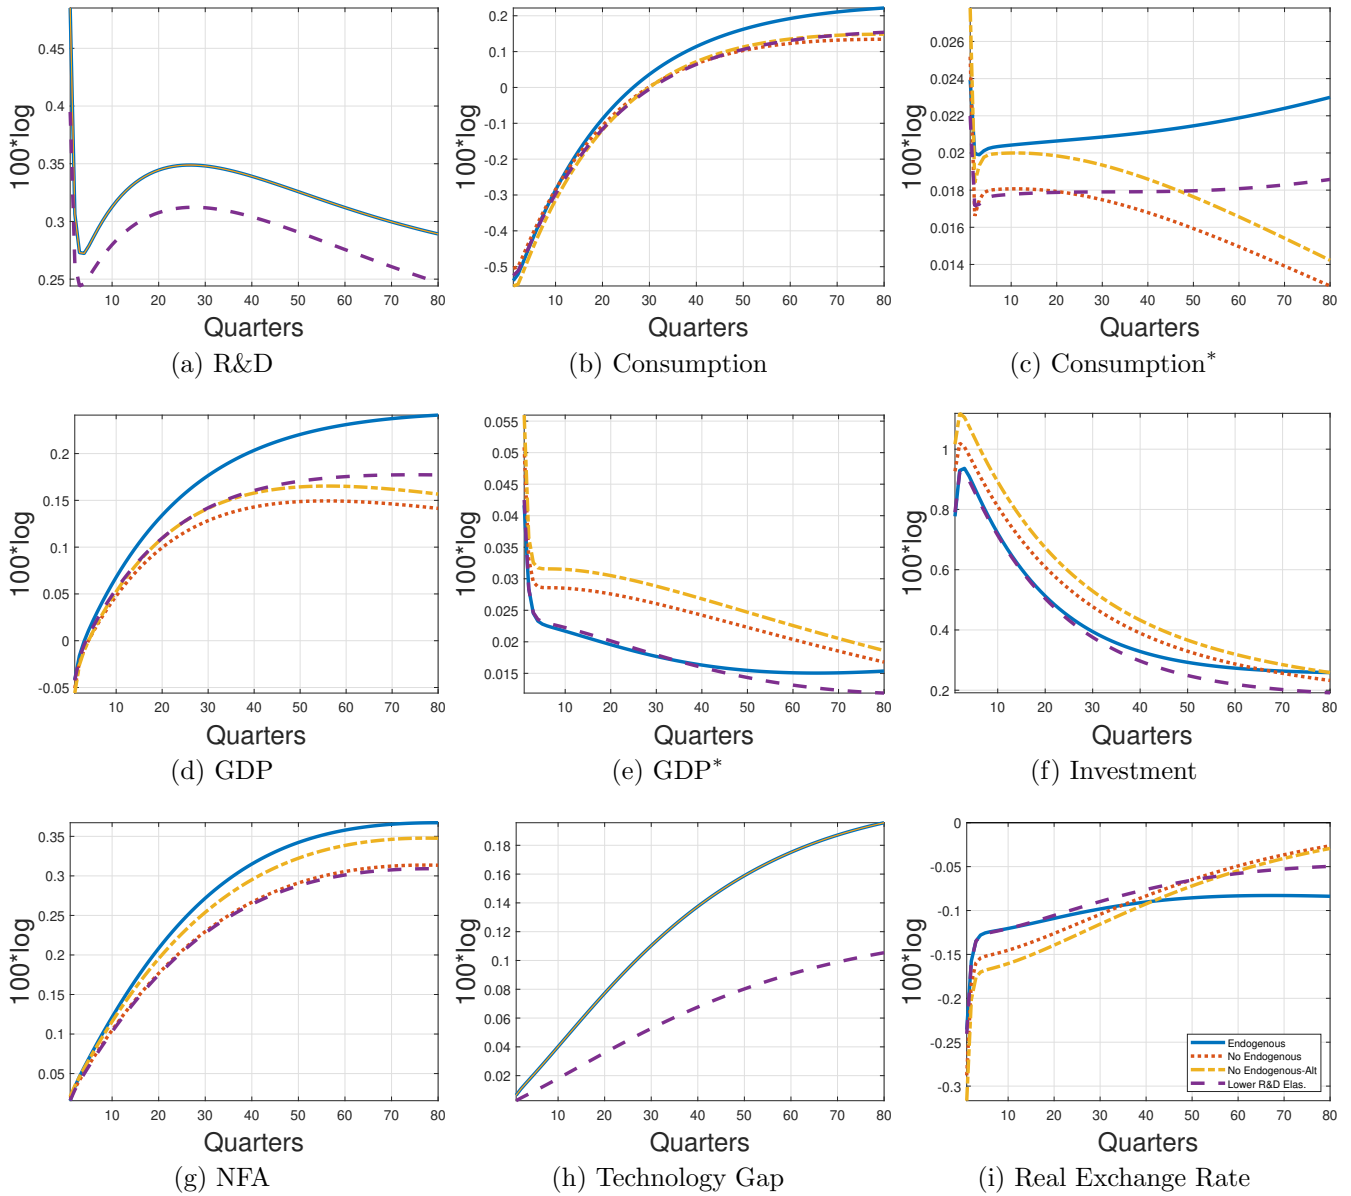 100*log
0.45
0.4
0.35
0.3
0.25
10 20 30 40 50 60 70 80
Quarters
(a) R&D
100*log
0.2
0.1
0
-0.1
-0.2
-0.3
-0.4
-0.5
10 20 30 40 50 60 70 80
Quarters
(b) Consumption
100*log
0.026
0.024
0.022
0.02
0.018
0.016
0.014
10 20 30 40 50 60 70 80
Quarters
(c) Consumption*
100*log
0.2
0.15
0.1
0.05
0
-0.05
10 20 30 40 50 60 70 80
Quarters
(d) GDP
100*log
0.055
0.05
0.045
0.04
0.035
0.03
0.025
0.02
0.015
10 20 30 40 50 60 70 80
Quarters
(e) GDP*
100*log
1
0.8
0.6
0.4
0.2
10 20 30 40 50 60 70 80
Quarters
(f) Investment
100*log
0.35
0.3
0.25
0.2
0.15
0.1
0.05
10 20 30 40 50 60 70 80
Quarters
(g) NFA
100*log
0.18
0.16
0.14
0.12
0.1
0.08
0.06
0.04
0.02
10 20 30 40 50 60 70 80
Quarters
(h) Technology Gap
100*log
0
-0.05
-0.1
-0.15
-0.2
-0.25
-0.3
Endogenous
No Endogenous
No Endogenous-Alt
Lower R&D Elas.
10 20 30 40 50 60 70 80
Quarters
(i) Real Exchange Rate